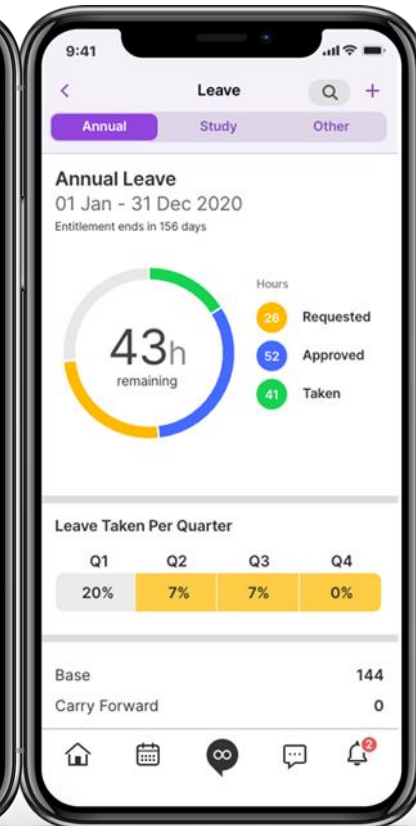 9:41
Leave
Annual Study Other
Annual Leave
01 Jan - 31 Dec 2020
Entitlement ends in 156 days
Hours
43h
remaining
26 Requested
52 Approved
41 Taken
Leave Taken Per Quarter
Q1 Q2 Q3 Q4
20% 7% 7% 0%
Base 144
Carry Forward 0
2